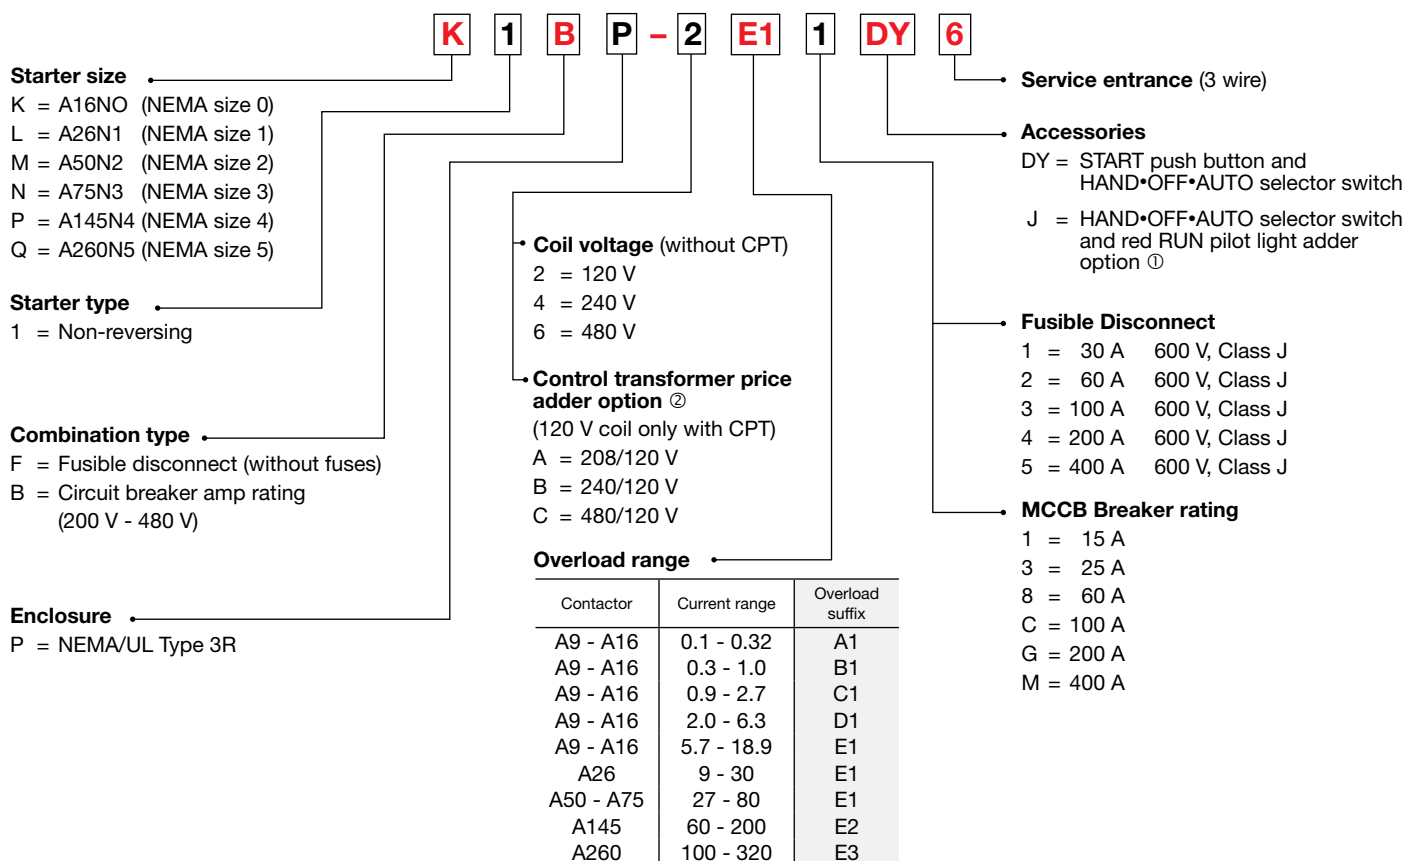 K 1 B P – 2 E1 1 DY 6
Starter size
K = A16NO (NEMA size 0)
L = A26N1 (NEMA size 1)
M = A50N2 (NEMA size 2)
N = A75N3 (NEMA size 3)
P = A145N4 (NEMA size 4)
Q = A260N5 (NEMA size 5)
Starter type
1 = Non-reversing
Combination type
F = Fusible disconnect (without fuses)
B = Circuit breaker amp rating
(200 V - 480 V)
Enclosure
P = NEMA/UL Type 3R
Coil voltage (without CPT)
2 = 120 V
4 = 240 V
6 = 480 V
Control transformer price
adder option ②
(120 V coil only with CPT)
A = 208/120 V
B = 240/120 V
C = 480/120 V
Overload range
Contactor Current range Overload
suffix
A9 - A16 0.1 - 0.32 A1
A9 - A16 0.3 - 1.0 B1
A9 - A16 0.9 - 2.7 C1
A9 - A16 2.0 - 6.3 D1
A9 - A16 5.7 - 18.9 E1
A26 9 - 30 E1
A50 - A75 27 - 80 E1
A145 60 - 200 E2
A260 100 - 320 E3
Service entrance (3 wire)
Accessories
DY = START push button and
HAND•OFF•AUTO selector switch
J = HAND•OFF•AUTO selector switch
and red RUN pilot light adder
option ①
Fusible Disconnect
1 = 30 A 600 V, Class J
2 = 60 A 600 V, Class J
3 = 100 A 600 V, Class J
4 = 200 A 600 V, Class J
5 = 400 A 600 V, Class J
MCCB Breaker rating
1 = 15 A
3 = 25 A
8 = 60 A
C = 100 A
G = 200 A
M = 400 A